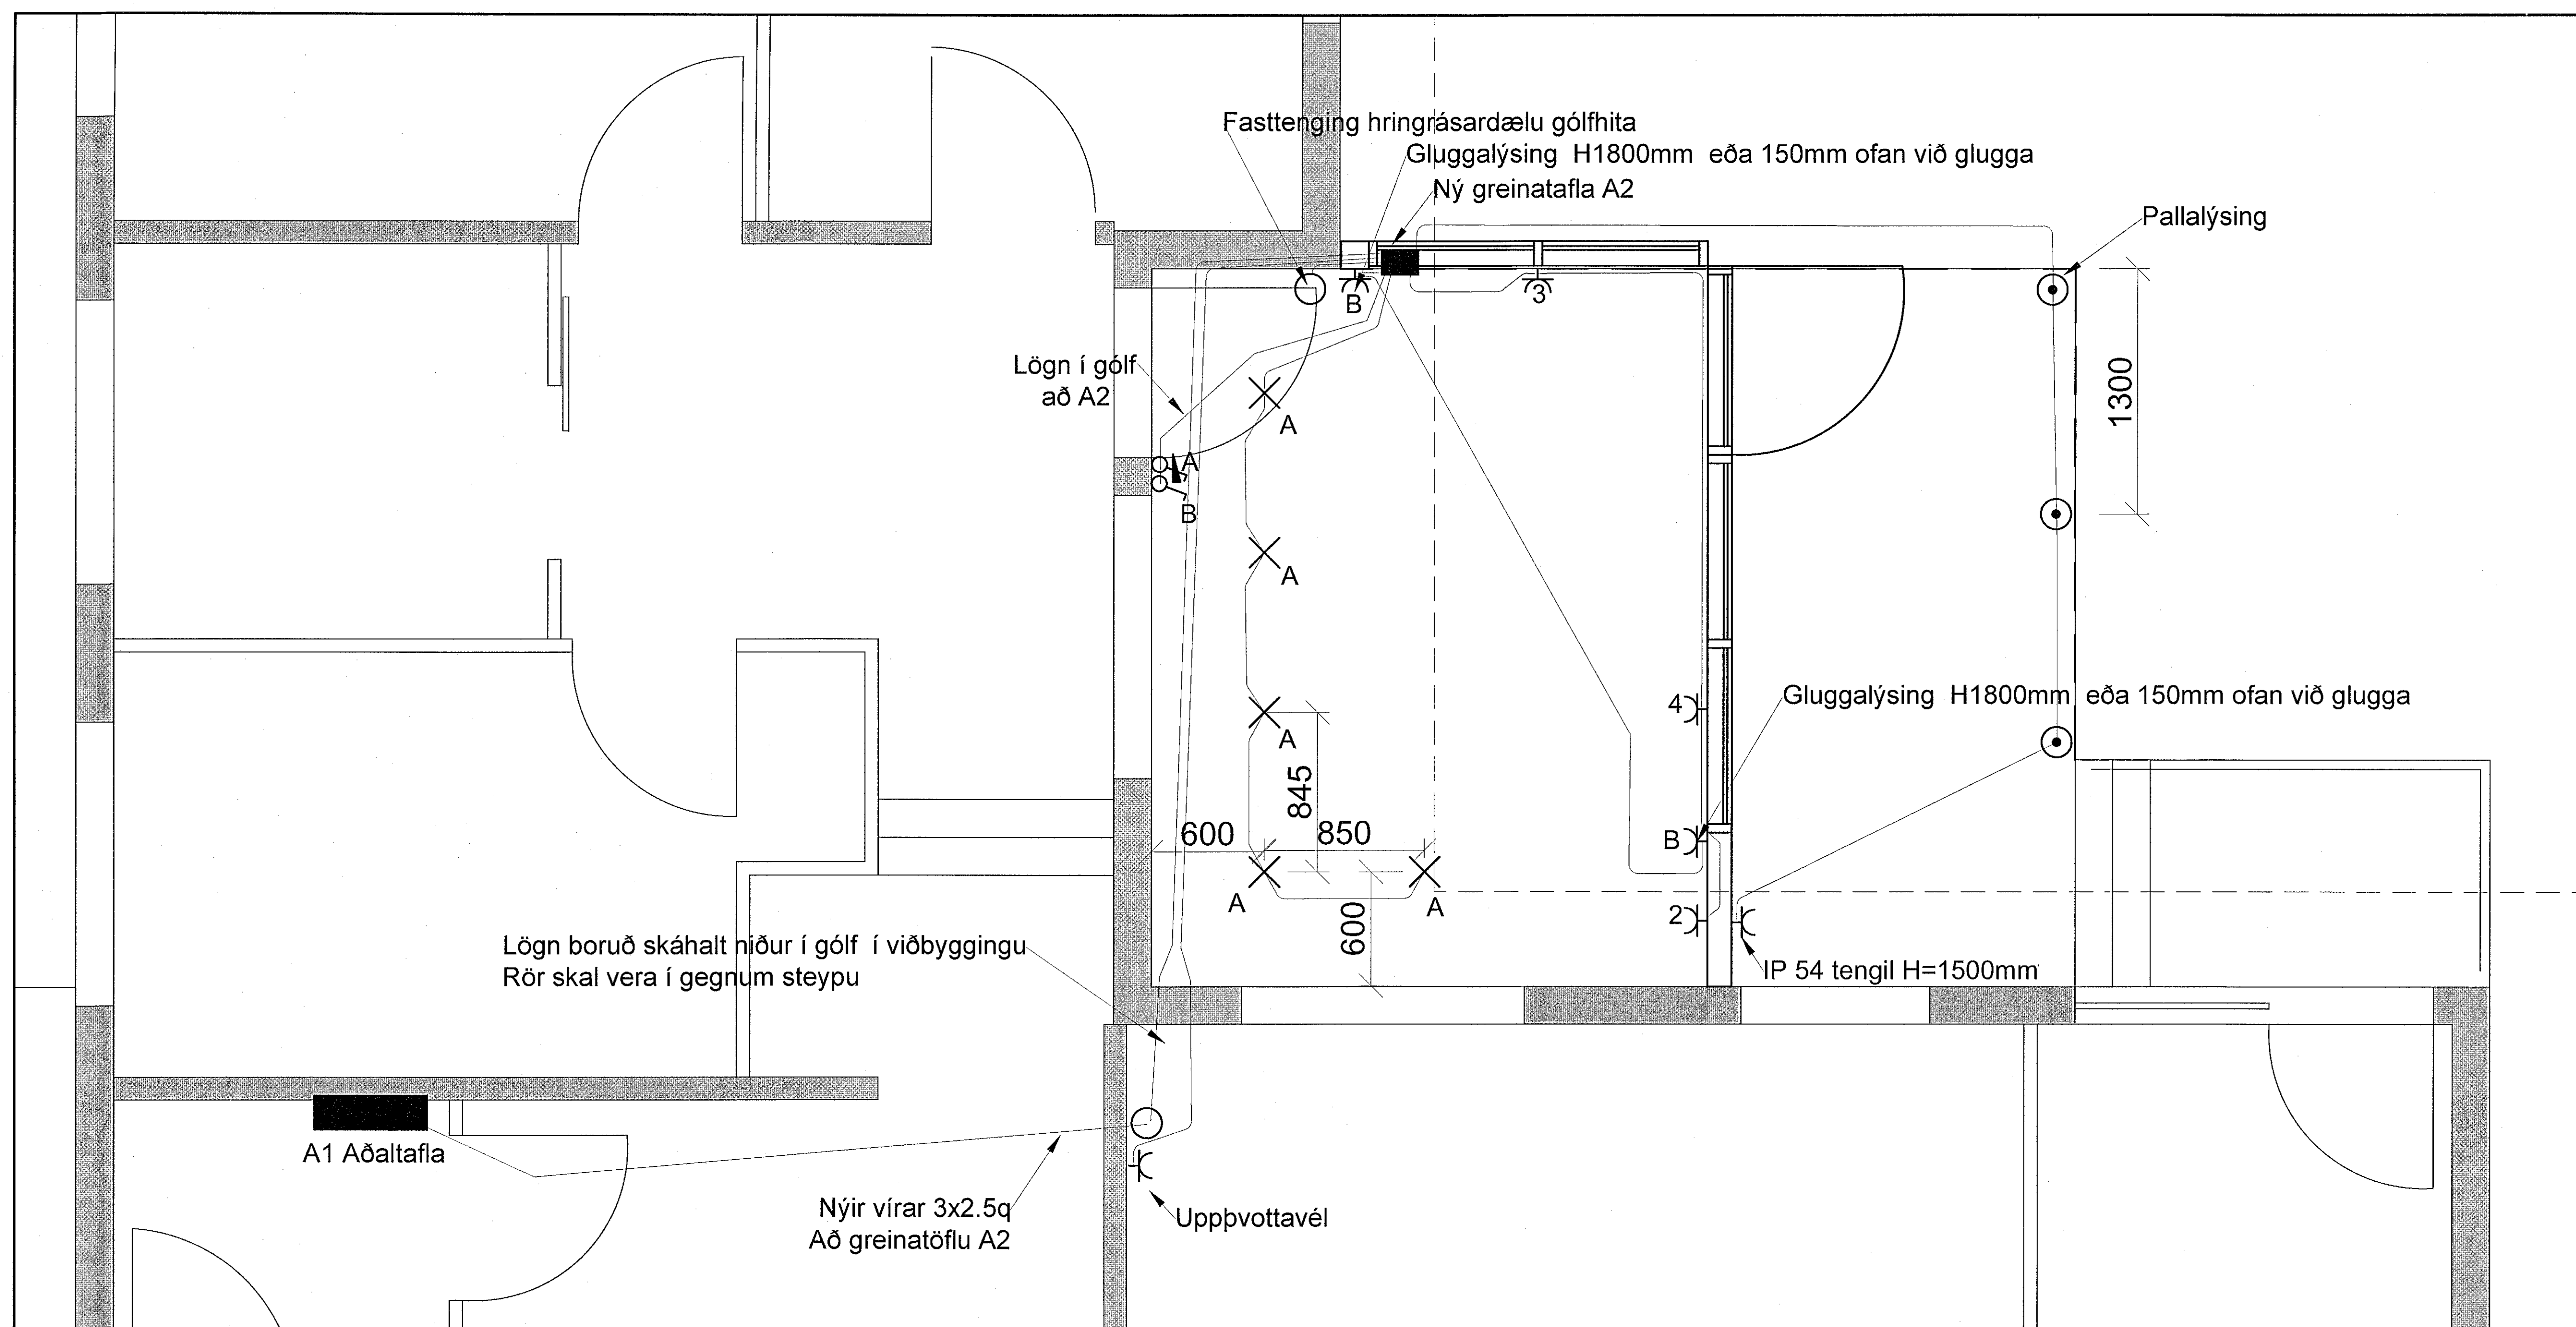 Fasttenging hringrásardælu gólfhita
Gluggalýsing H1800mm eða 150mm ofan við glugga
Ný greinatafla A2
Pallalýsing
B
3
1300
Lögn í gólf
að A2
A
A
B
A
4
Gluggalýsing H1800mm eða 150mm ofan við glugga
A
845
600
850
B
A
A
2
600
Lögn boruð skáhalt niður í gólf í viðbyggingu
Rör skal vera í gegnum steypu
IP 54 tengil H=1500mm
A1 Aðaltafla
Nýir vírar 3x2.5q
Að greinatöflu A2
Uppþvottavél